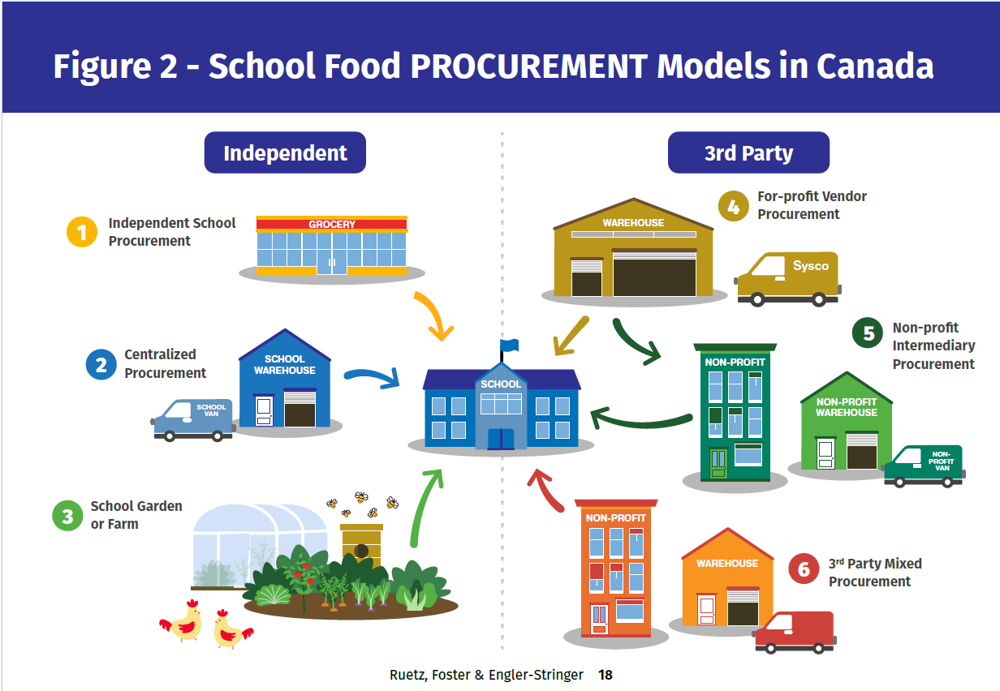 Figure 2 - School Food PROCUREMENT Models in Canada
Independent
3rd Party
1
Independent School
Procurement
GROCERY
2
Centralized
Procurement
SCHOOL
WAREHOUSE
SCHOOL
VAN
3
School Garden
or Farm
SCHOOL
WAREHOUSE
4
For-profit Vendor
Procurement
Sysco
5
Non-profit
Intermediary
Procurement
NON-PROFIT
NON-PROFIT
WAREHOUSE
NON-
PROFIT
VAN
NON-PROFIT
WAREHOUSE
6
3rd Party Mixed
Procurement
Ruetz, Foster & Engler-Stringer 18